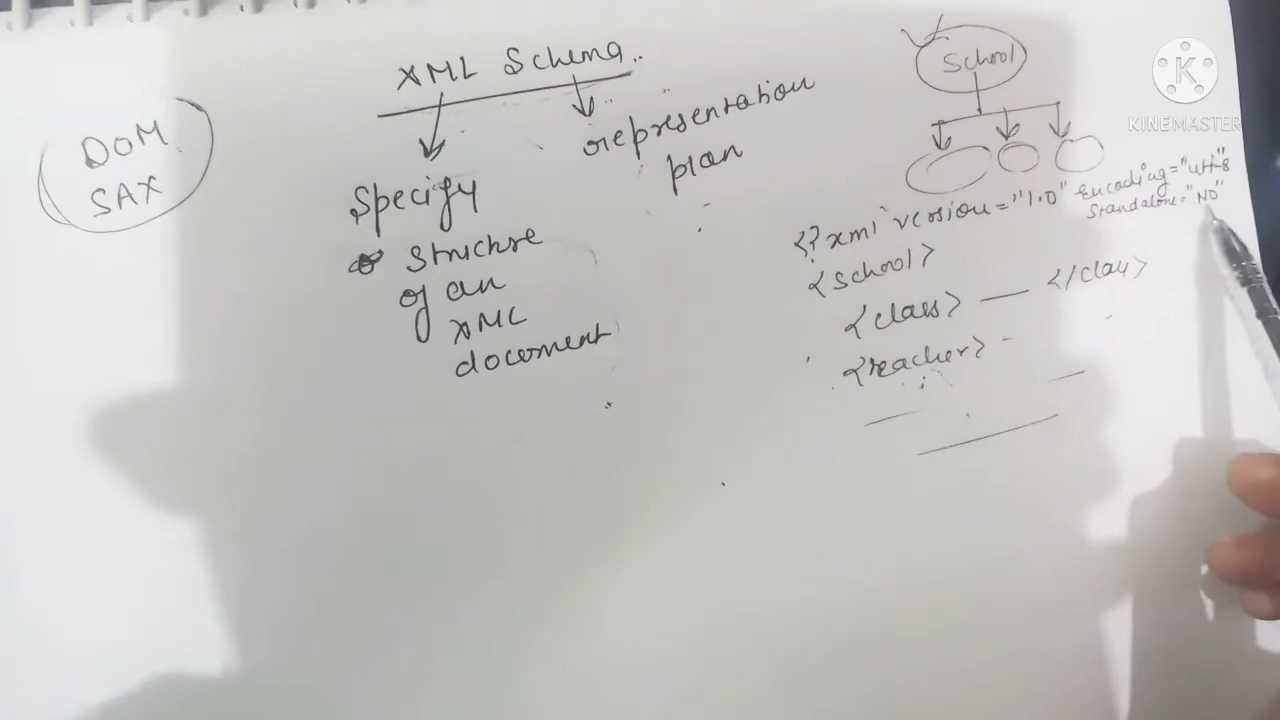 XML Schema..
DOM
SAX
Specify
structure
of an
XML
document
representation
plan
School
K
KINEMASTER
<?xml version="1.0" Encoding="utf-8"
Standalone="NO"
<school>
<class> — </class>
<teacher> -